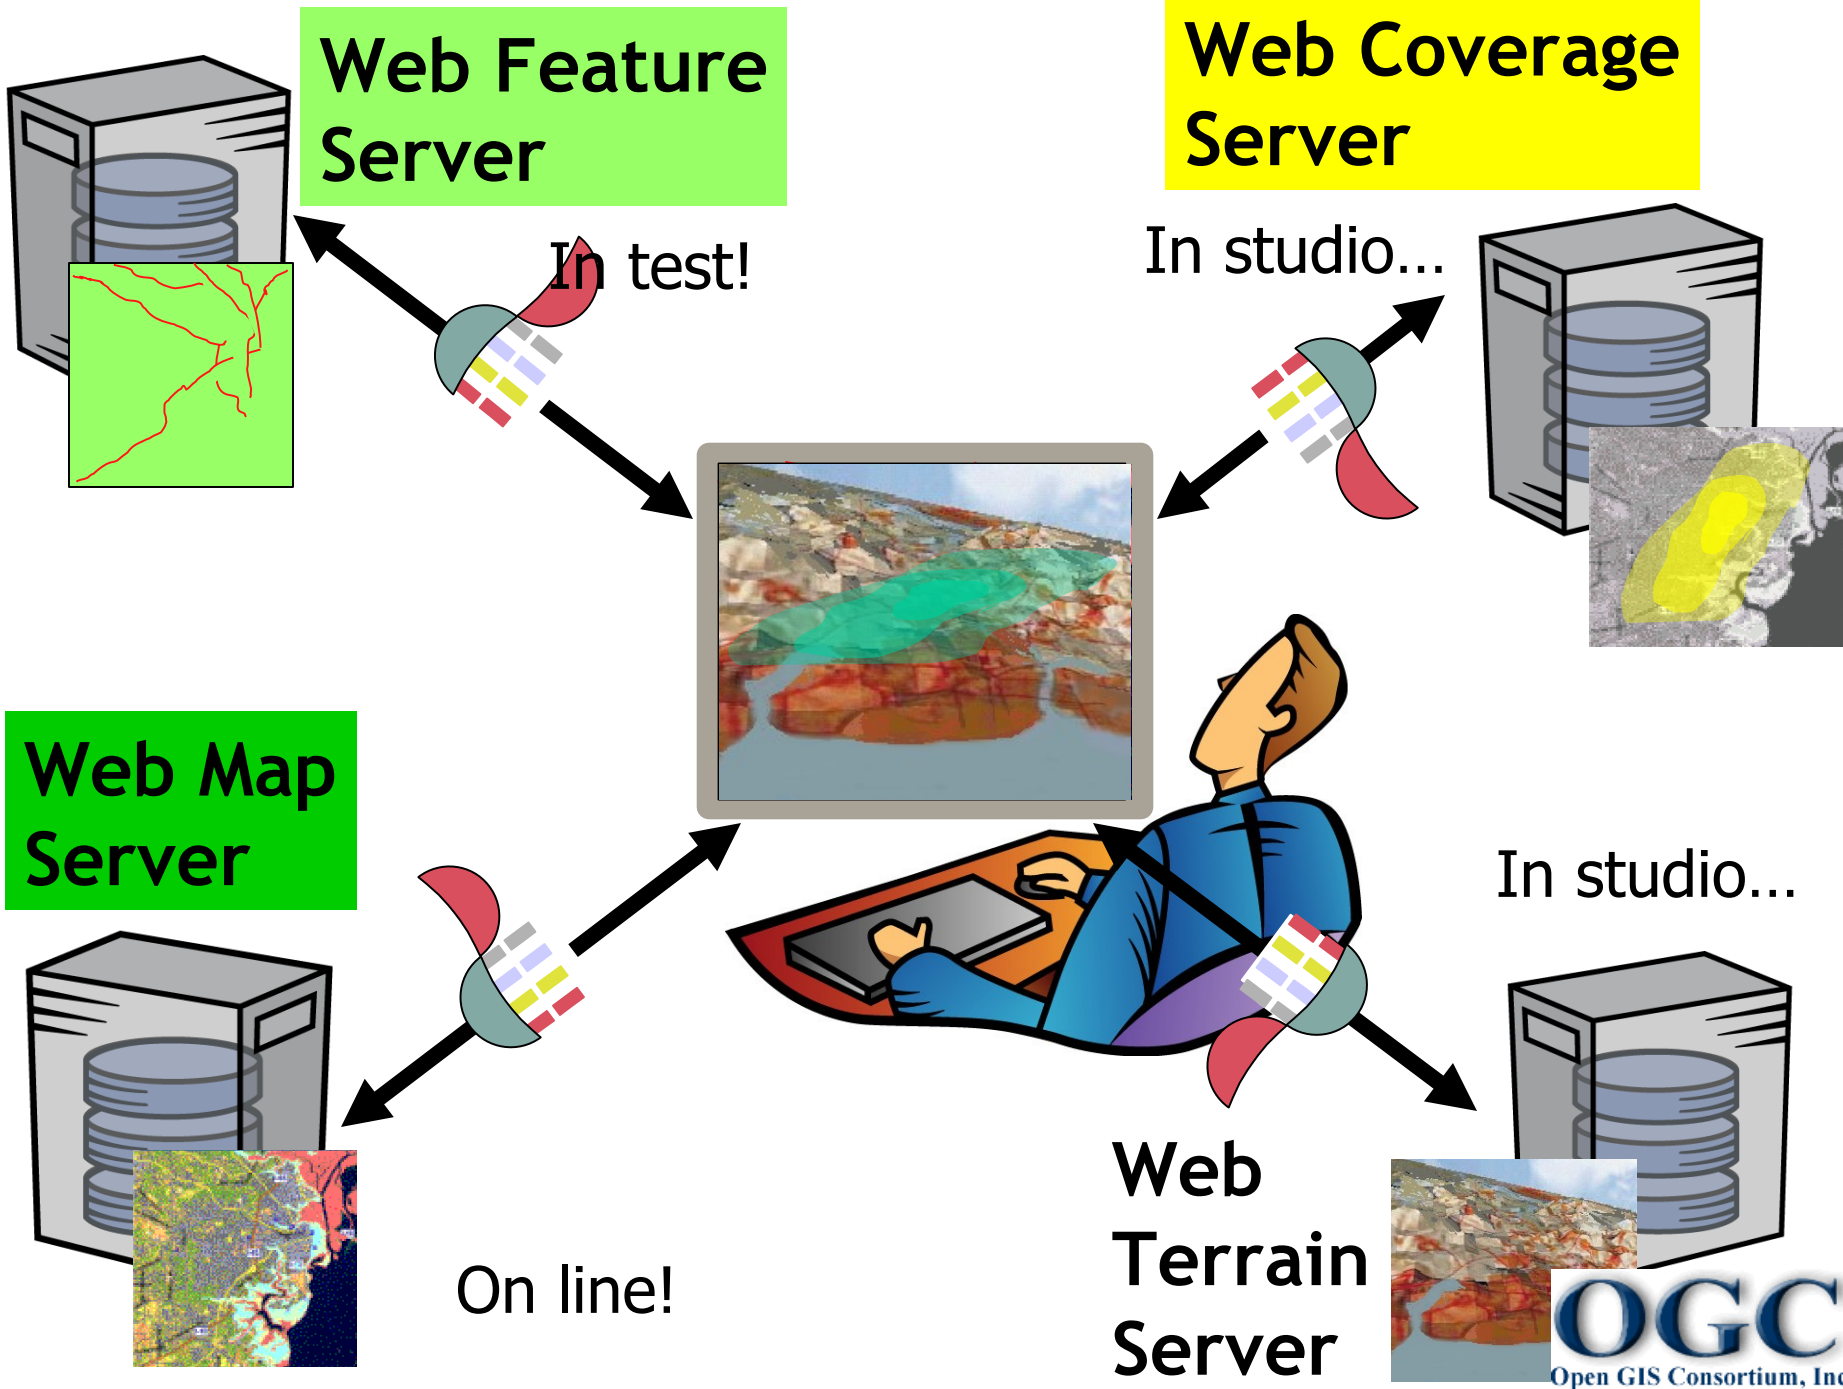 Web Feature
Server
Web Coverage
Server
In test!
In studio...
Web Map
Server
In studio...
On line!
Web
Terrain
Server
OGC
Open GIS Consortium, Inc